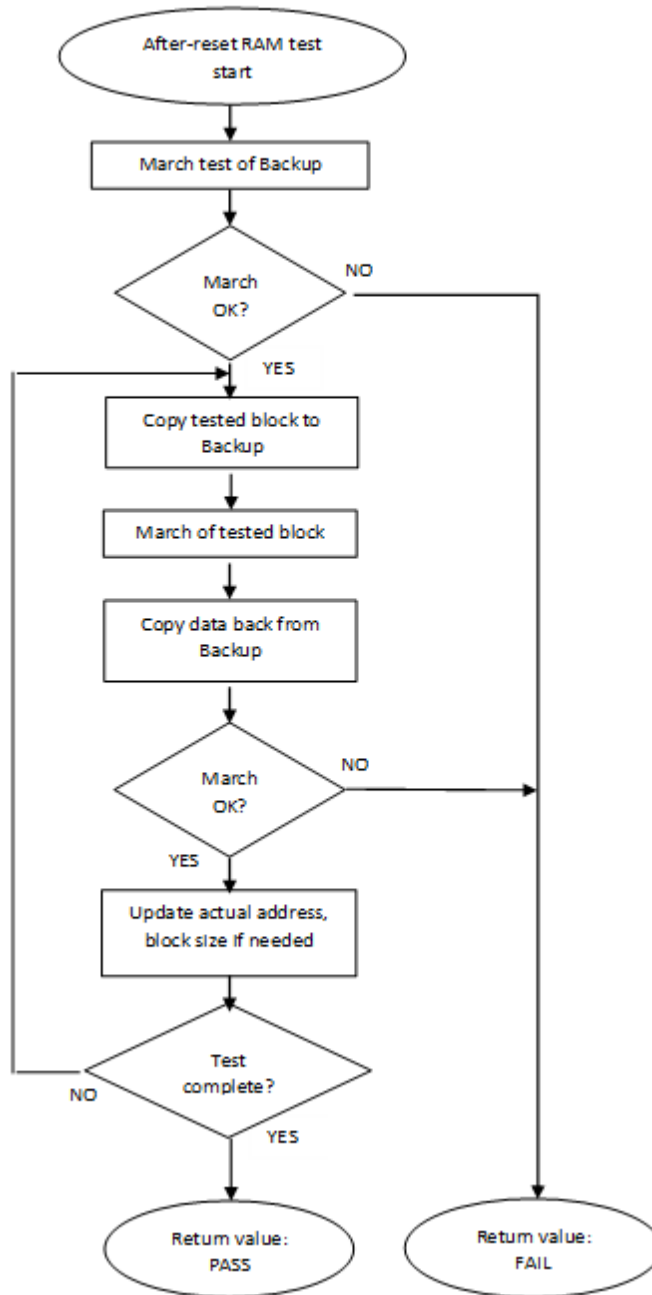 After-reset RAM test
start
March test of Backup
March
OK?
NO
YES
Copy tested block to
Backup
March of tested block
Copy data back from
Backup
March
OK?
NO
YES
Update actual address,
block size if needed
Test
complete?
NO
YES
Return value:
PASS
Return value:
FAIL